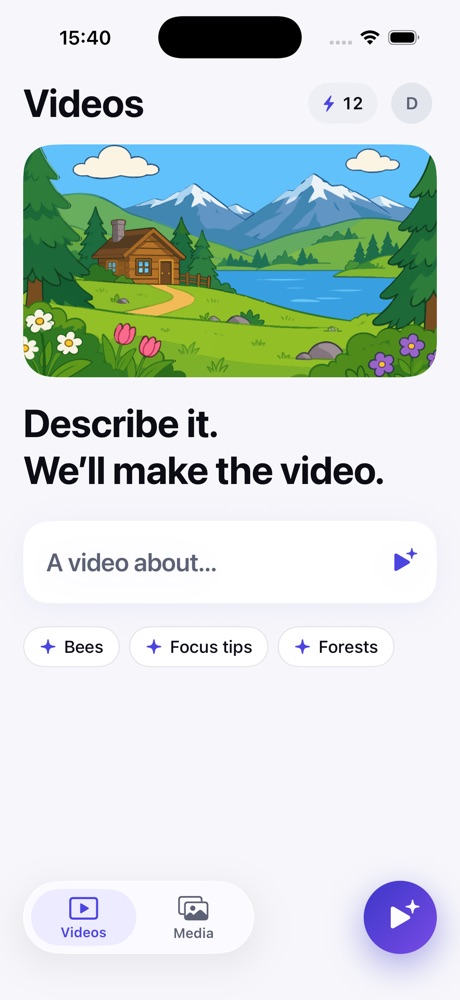 15:40
Videos
12
D
Describe it.
We’ll make the video.
A video about...
Bees
Focus tips
Forests
Videos
Media